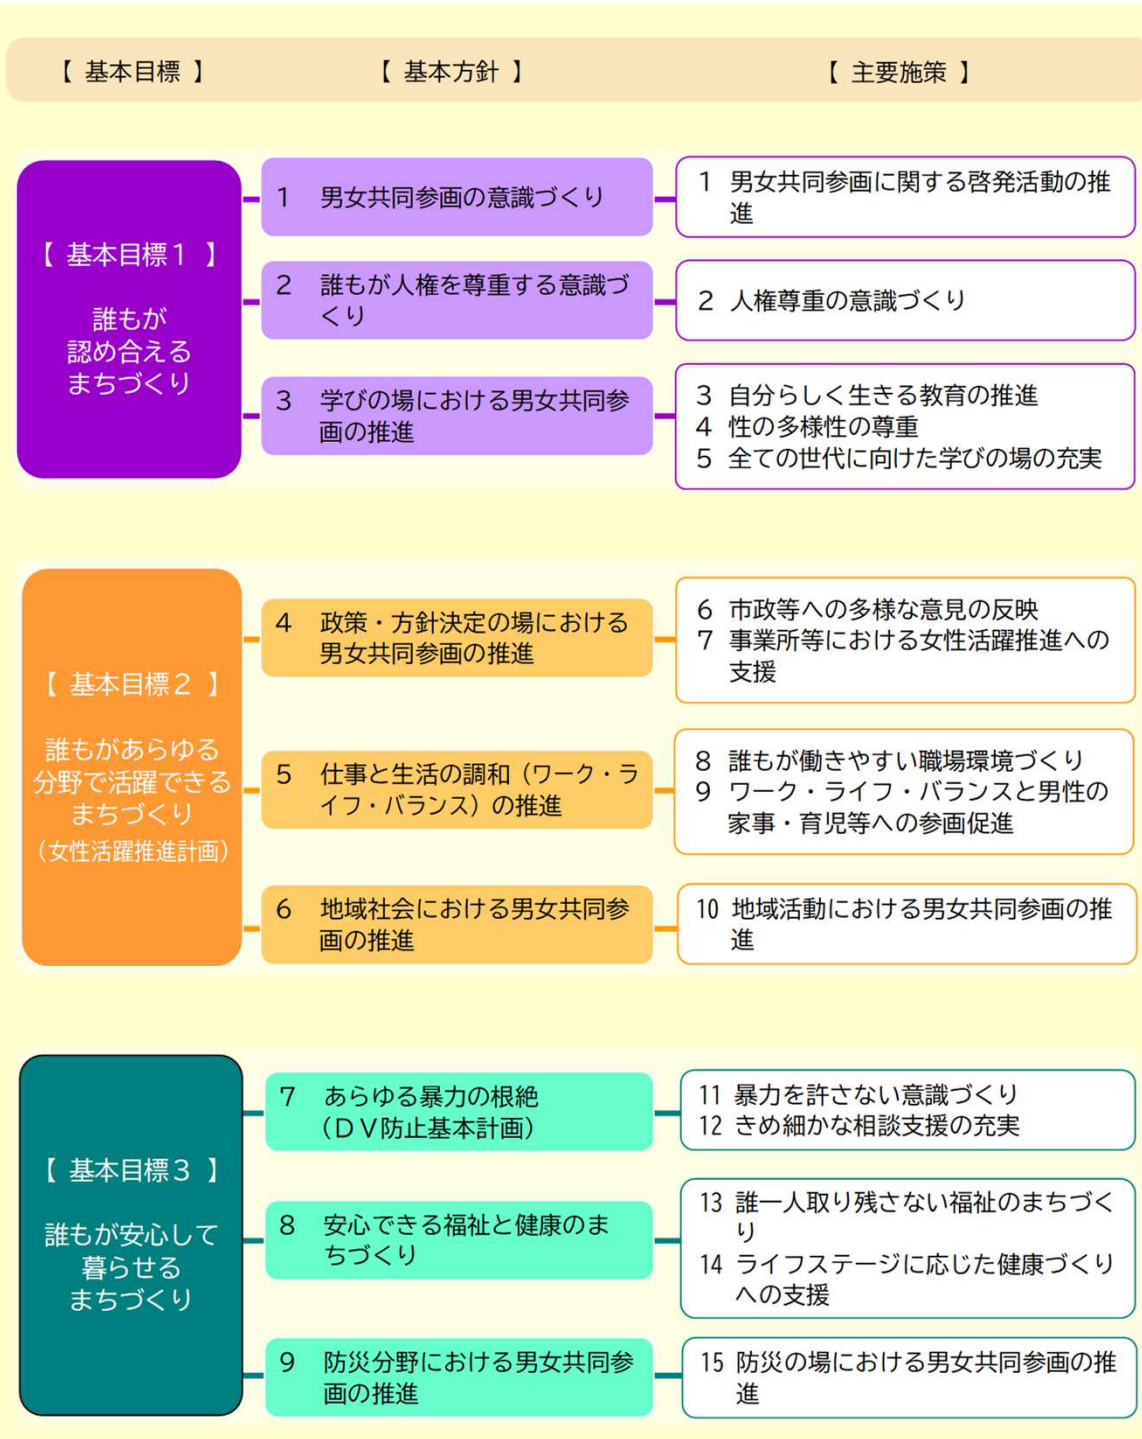 【 基本目標 】 【 基本方針 】 【 主要施策 】
【 基本目標１ 】
誰もが
認め合える
まちづくり
1 男女共同参画の意識づくり
1 男女共同参画に関する啓発活動の推
進
2 誰もが人権を尊重する意識づ
くり
2 人権尊重の意識づくり
3 学びの場における男女共同参
画の推進
3 自分らしく生きる教育の推進
4 性の多様性の尊重
5 全ての世代に向けた学びの場の充実
【 基本目標２ 】
誰もがあらゆる
分野で活躍できる
まちづくり
（女性活躍推進計画）
4 政策・方針決定の場における
男女共同参画の推進
6 市政等への多様な意見の反映
7 事業所等における女性活躍推進への
支援
5 仕事と生活の調和（ワーク・ラ
イフ・バランス）の推進
8 誰もが働きやすい職場環境づくり
9 ワーク・ライフ・バランスと男性の
家事・育児等への参画促進
6 地域社会における男女共同参
画の推進
10 地域活動における男女共同参画の推
進
【 基本目標３ 】
誰もが安心して
暮らせる
まちづくり
7 あらゆる暴力の根絶
（ＤＶ防止基本計画）
11 暴力を許さない意識づくり
12 きめ細かな相談支援の充実
8 安心できる福祉と健康のま
ちづくり
13 誰一人取り残さない福祉のまちづく
り
14 ライフステージに応じた健康づくり
への支援
9 防災分野における男女共同参
画の推進
15 防災の場における男女共同参画の推
進